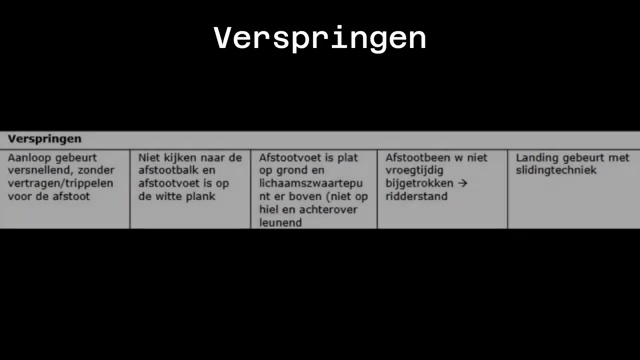 Verspringen
Verspringen
Aanloop gebeurt
versnellend, zonder
vertragen/trippelen
voor de afstoot
Niet kijken naar de
afstootbalk en
afstootvoet is op
de witte plank
Afstootvoet is plat
op grond en
lichaamszwaartepu
nt er boven (niet op
hiel en achterover
leunend
Afstootbeen w niet
vroegtijdig
bijgetrokken →
ridderstand
Landing gebeurt met
slidingtechniek